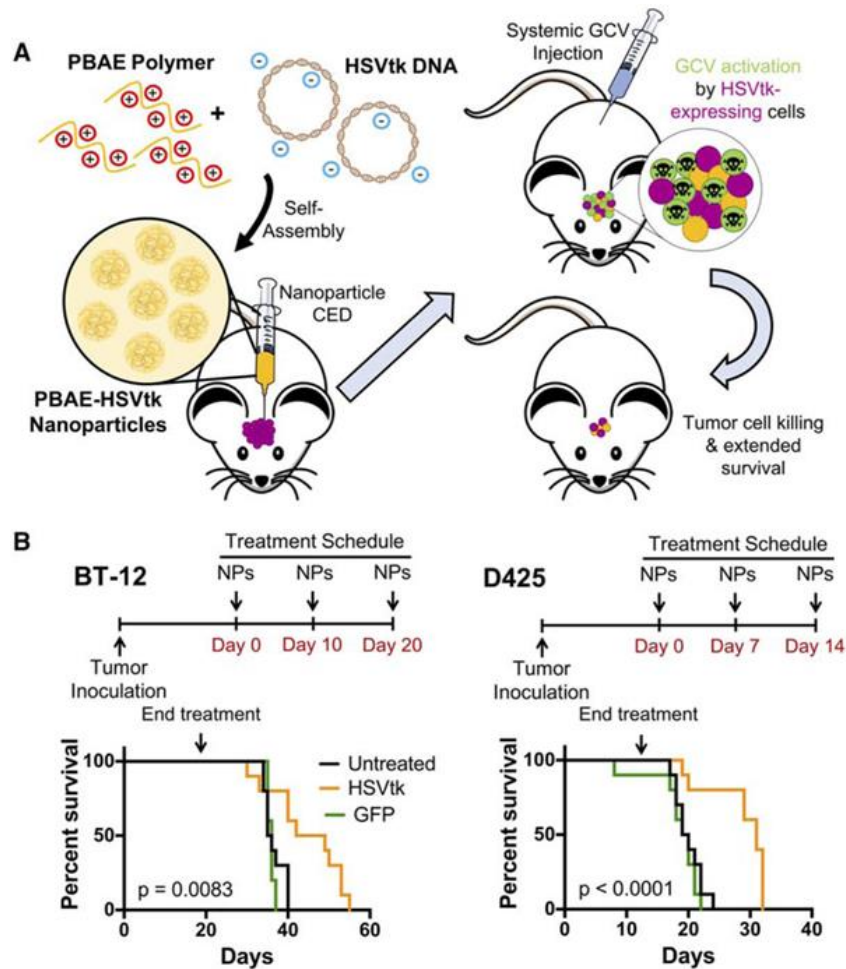 A
PBAE Polymer
HSVtk DNA
+
Self-
Assembly
Nanoparticle
CED
PBAE-HSVtk
Nanoparticles
Systemic GCV
Injection
GCV activation
by HSVtk-
expressing cells
Tumor cell killing
& extended
survival
B
BT-12
Treatment Schedule
NPs NPs NPs
Day 0 Day 10 Day 20
Tumor
Inoculation
End treatment
Percent survival
100
50
0
Untreated
HSVtk
GFP
p = 0.0083
0 20 40 60
Days
D425
Treatment Schedule
NPs NPs NPs
Day 0 Day 7 Day 14
Tumor
Inoculation
End treatment
Percent survival
100
50
0
p < 0.0001
0 10 20 30 40
Days